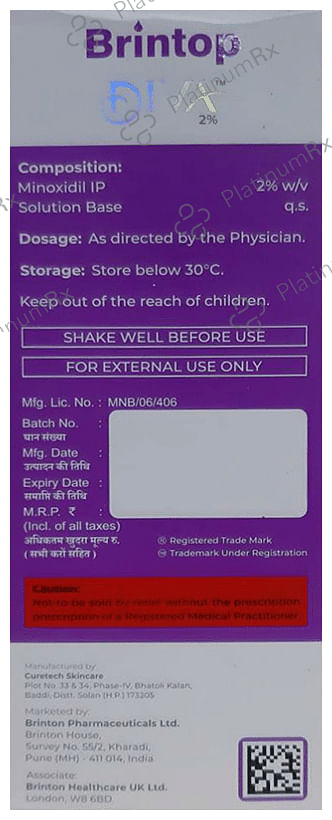 Brintop
DIVA™
2%
Composition:
Minoxidil IP 2% w/v
Solution Base q.s.
Dosage: As directed by the Physician.
Storage: Store below 30°C.
Keep out of the reach of children.
SHAKE WELL BEFORE USE
FOR EXTERNAL USE ONLY
Mfg. Lic. No. : MNB/06/406
Batch No. :
घान संख्या
Mfg. Date :
उत्पादन की तिथि
Expiry Date :
समाप्ति की तिथि
M.R.P. ₹ :
(Incl. of all taxes)
अधिकतम खुदरा मूल्य रु.
( सभी करों सहित )
® Registered Trade Mark
™ Trademark Under Registration
Caution:
Not to be sold by retail without the prescription
prescription of a Registered Medical Practitioner.
Manufactured by
Curetech Skincare
Plot No. 33 & 34, Phase-IV, Bhatoli Kalan,
Baddi, Distt. Solan (H.P.) 173205
Marketed by:
Brinton Pharmaceuticals Ltd.
Brinton House,
Survey No. 55/2, Kharadi,
Pune (MH) - 411 014, India
Associate:
Brinton Healthcare UK Ltd.
London, W8 6BD.
PlatinumRx
PlatinumRx
PlatinumRx